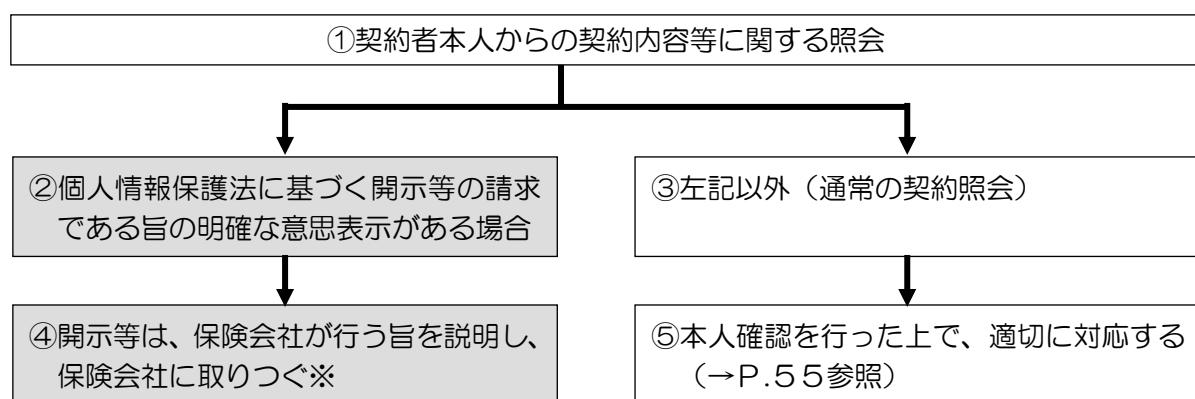 ①契約者本人からの契約内容等に関する照会
②個人情報保護法に基づく開示等の請求
である旨の明確な意思表示がある場合
③左記以外（通常の契約照会）
④開示等は、保険会社が行う旨を説明し、
保険会社に取りつぐ※
⑤本人確認を行った上で、適切に対応する
（→Ｐ.５５参照）